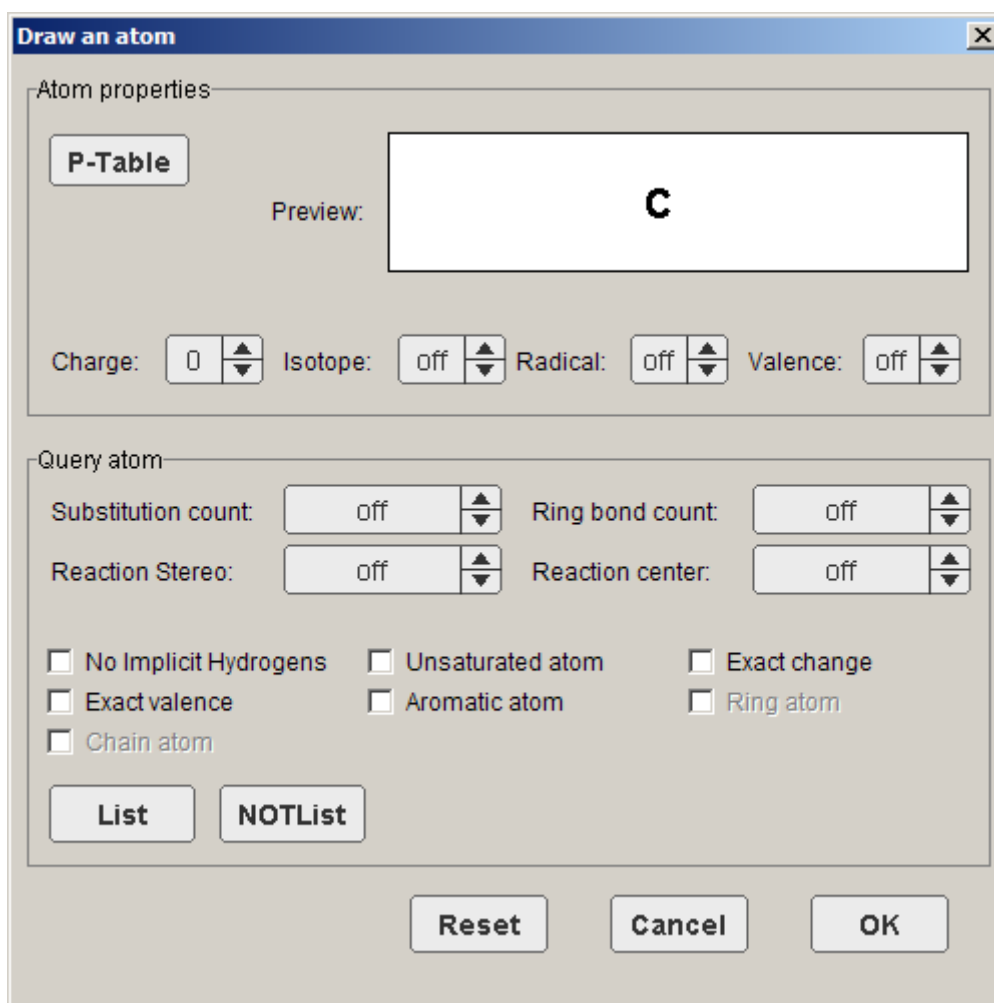 Draw an atom
Atom properties
P-Table
Preview:
C
Charge: 0 Isotope: off Radical: off Valence: off
Query atom
Substitution count: off Ring bond count: off
Reaction Stereo: off Reaction center: off
No Implicit Hydrogens Unsaturated atom Exact change
Exact valence Aromatic atom Ring atom
Chain atom
List NOTList
Reset Cancel OK